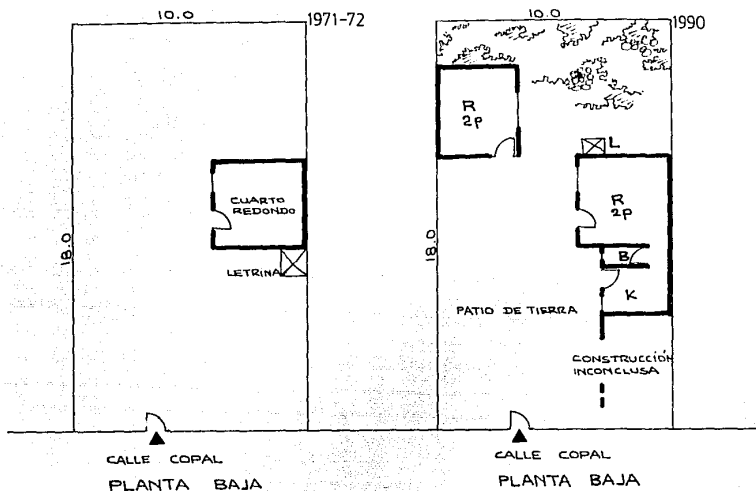 10.0
1971-72
CUARTO
REDONDO
18.0
LETRINA
CALLE COPAL
PLANTA BAJA
10.0
1990
R
2P
L
R
2P
18.0
B
K
PATIO DE TIERRA
CONSTRUCCIÓN
INCONCLUSA
CALLE COPAL
PLANTA BAJA